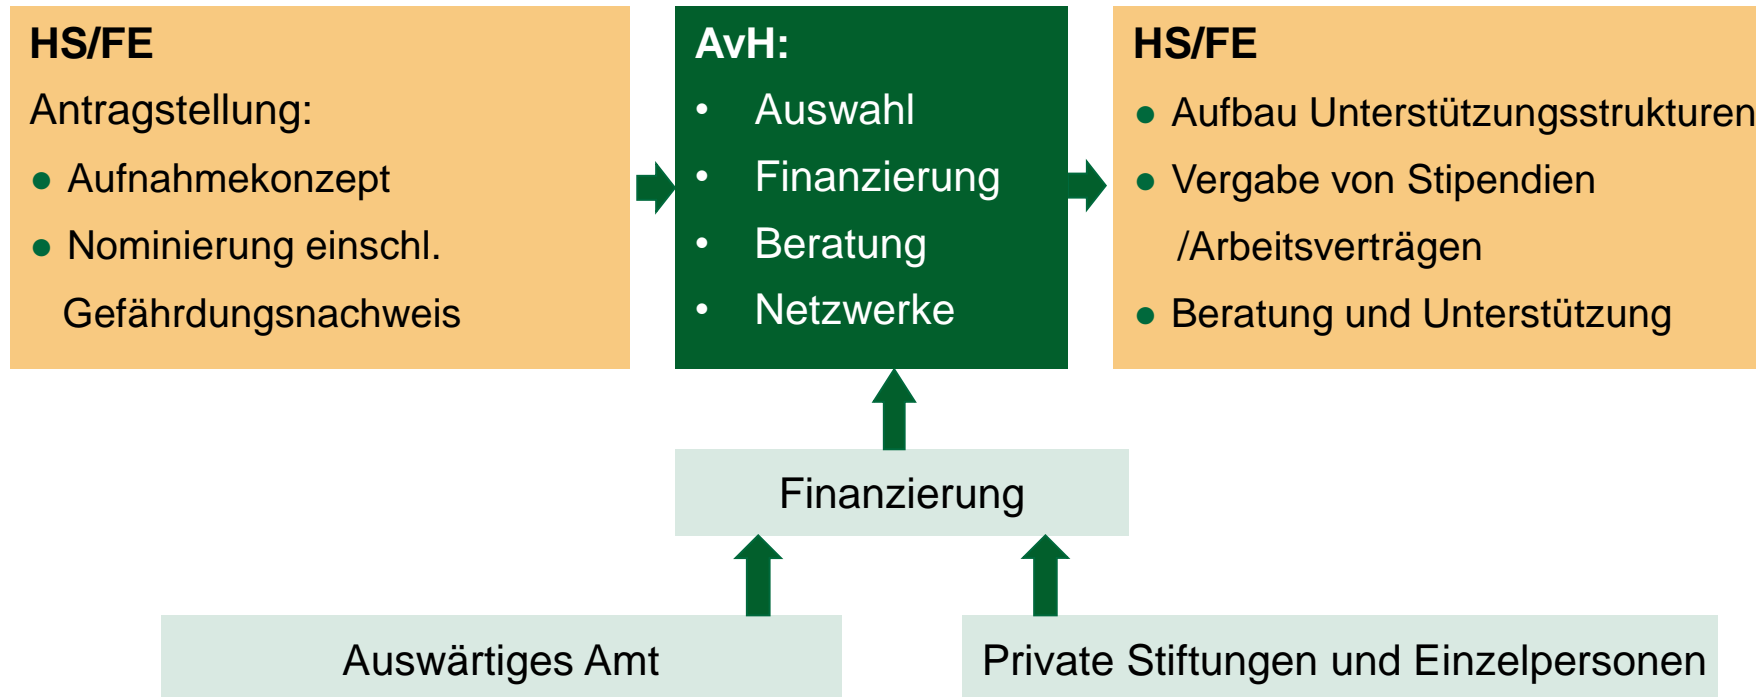 HS/FE
Antragstellung:
● Aufnahmekonzept
● Nominierung einschl.
Gefährdungsnachweis
AvH:
• Auswahl
• Finanzierung
• Beratung
• Netzwerke
HS/FE
● Aufbau Unterstützungsstrukturen
● Vergabe von Stipendien
/Arbeitsverträgen
● Beratung und Unterstützung
Finanzierung
Auswärtiges Amt
Private Stiftungen und Einzelpersonen